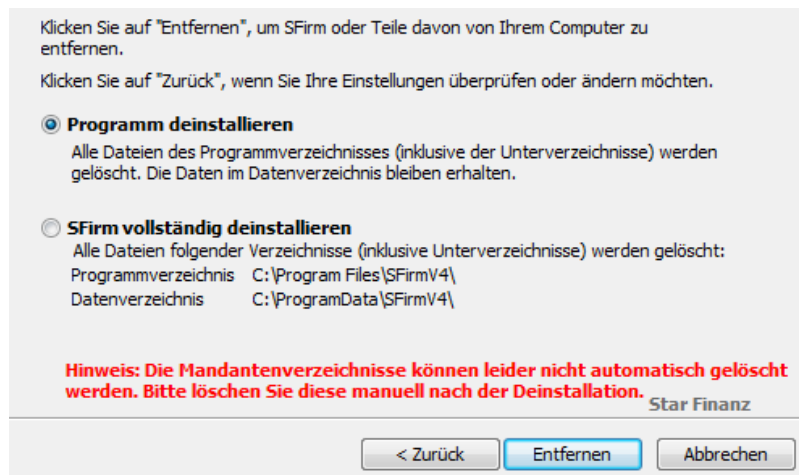 Klicken Sie auf "Entfernen", um SFirm oder Teile davon von Ihrem Computer zu
entfernen.
Klicken Sie auf "Zurück", wenn Sie Ihre Einstellungen überprüfen oder ändern möchten.
Programm deinstallieren
Alle Dateien des Programmverzeichnisses (inklusive der Unterverzeichnisse) werden
gelöscht. Die Daten im Datenverzeichnis bleiben erhalten.
SFirm vollständig deinstallieren
Alle Dateien folgender Verzeichnisse (inklusive Unterverzeichnisse) werden gelöscht:
Programmverzeichnis C:\Program Files\SFirmV4\
Datenverzeichnis C:\ProgramData\SFirmV4\
Hinweis: Die Mandantenverzeichnisse können leider nicht automatisch gelöscht
werden. Bitte löschen Sie diese manuell nach der Deinstallation.
Star Finanz
< Zurück Entfernen Abbrechen